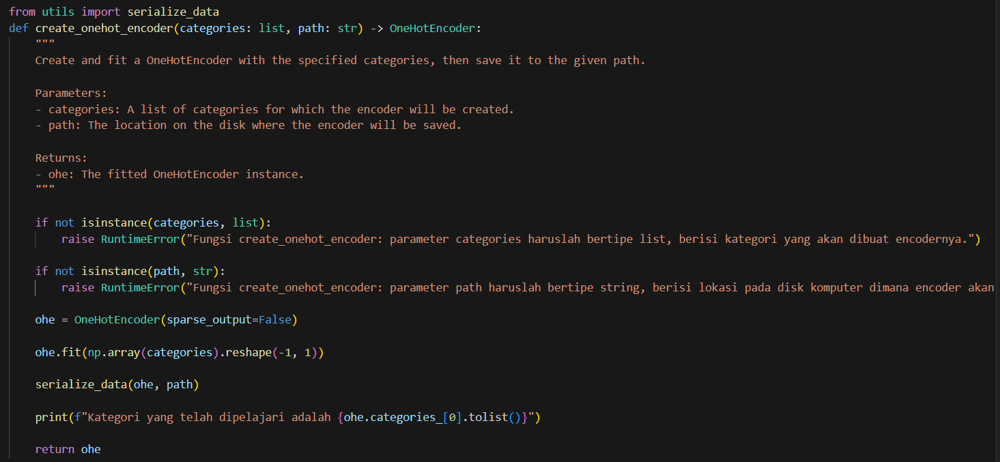 from utils import serialize_data
def create_onehot_encoder(categories: list, path: str) -> OneHotEncoder:
"""
Create and fit a OneHotEncoder with the specified categories, then save it to the given path.
Parameters:
- categories: A list of categories for which the encoder will be created.
- path: The location on the disk where the encoder will be saved.
Returns:
- ohe: The fitted OneHotEncoder instance.
"""
if not isinstance(categories, list):
raise RuntimeError("Fungsi create_onehot_encoder: parameter categories haruslah bertipe list, berisi kategori yang akan dibuat encodernya.")
if not isinstance(path, str):
raise RuntimeError("Fungsi create_onehot_encoder: parameter path haruslah bertipe string, berisi lokasi pada disk komputer dimana encoder akan
ohe = OneHotEncoder(sparse_output=False)
ohe.fit(np.array(categories).reshape(-1, 1))
serialize_data(ohe, path)
print(f"Kategori yang telah dipelajari adalah {ohe.categories_[0].tolist()}")
return ohe